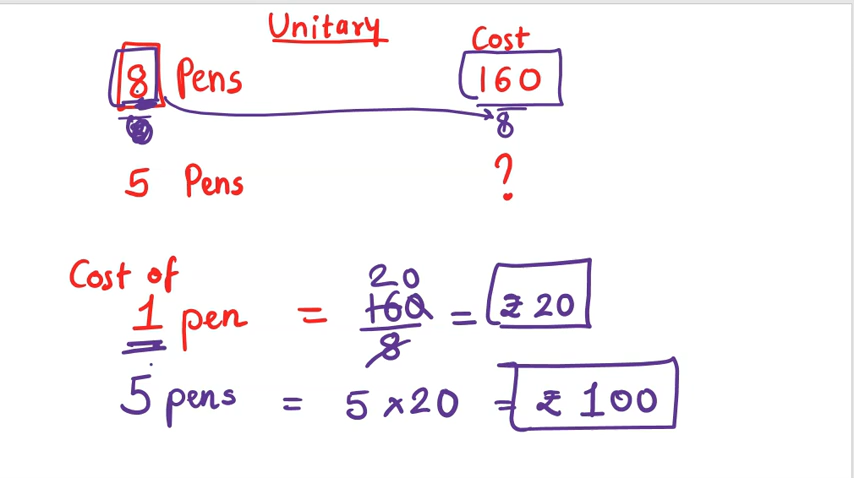 Unitary
Cost
8 Pens 160
8
5 Pens ?
Cost of
20
1 pen = 160 = ₹ 20
8
5 pens = 5 × 20 = ₹ 100